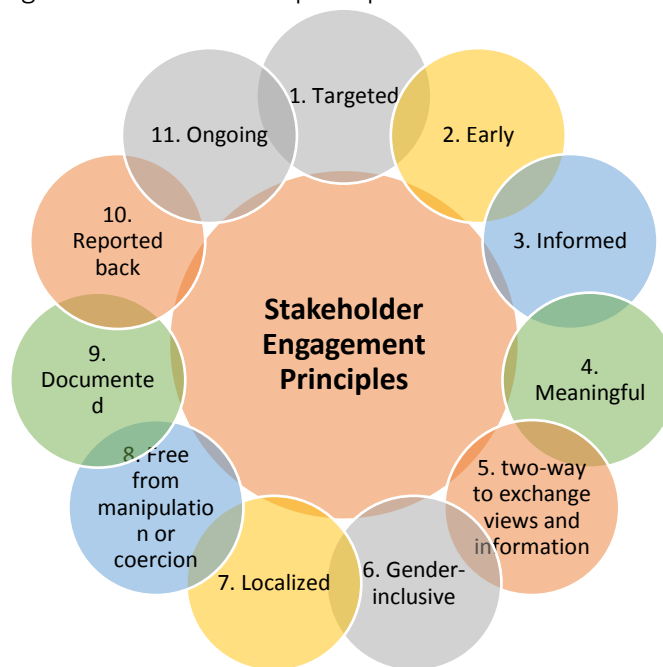 Stakeholder
Engagement
Principles
1. Targeted
2. Early
3. Informed
4.
Meaningful
5. two-way
to exchange
views and
information
6. Gender-
inclusive
7. Localized
8. Free
from
manipulatio
n or
coercion
9.
Documente
d
10.
Reported
back
11. Ongoing